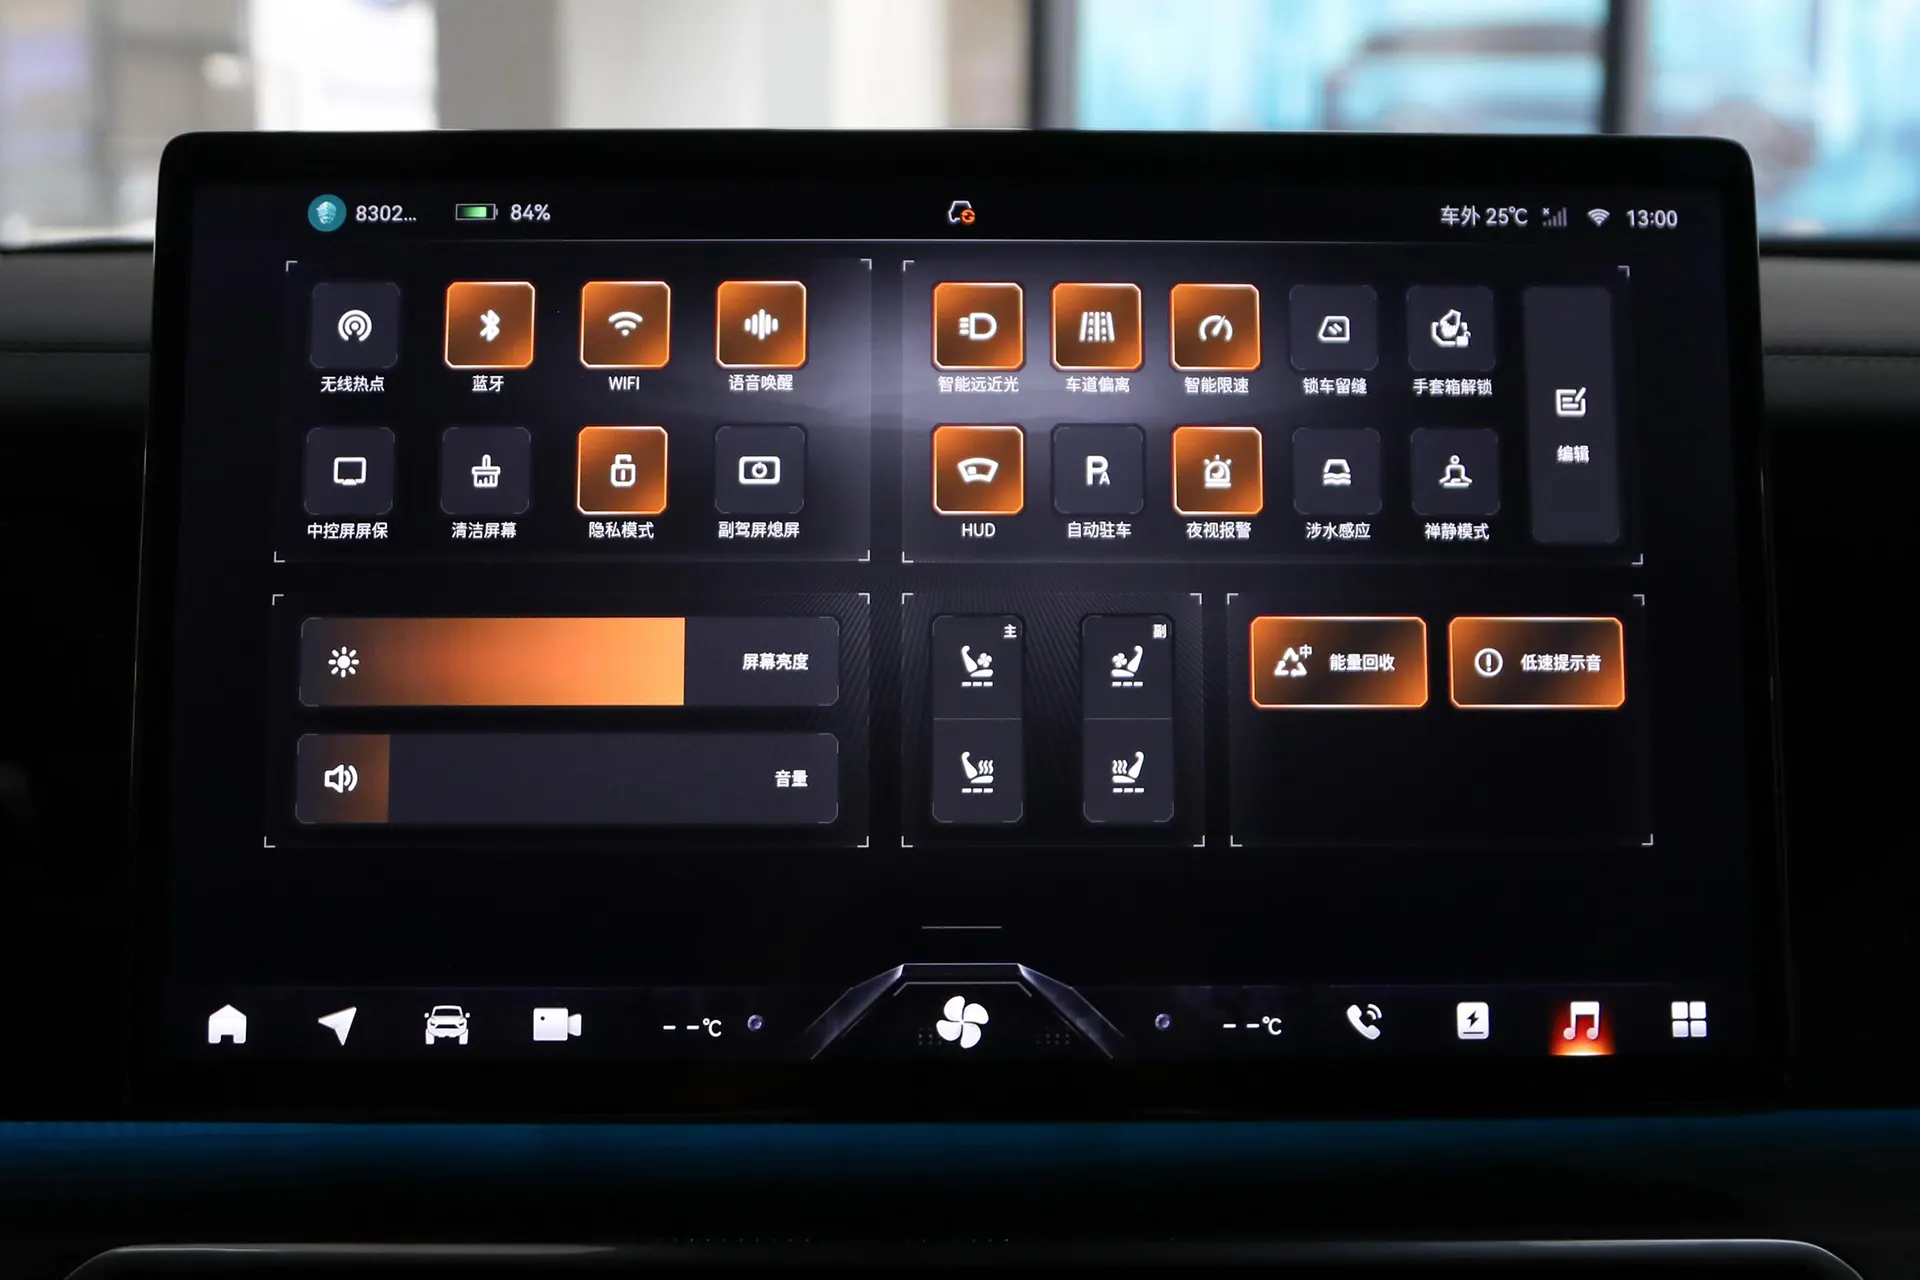 8302...
84%
车外 25℃
13:00
无线热点
蓝牙
WIFI
语音唤醒
智能远近光
车道偏离
智能限速
锁车留缝
手套箱解锁
编辑
中控屏屏保
清洁屏幕
隐私模式
副驾屏熄屏
HUD
PA
自动驻车
夜视报警
涉水感应
禅静模式
屏幕亮度
主
副
中
能量回收
低速提示音
音量
--℃
--℃